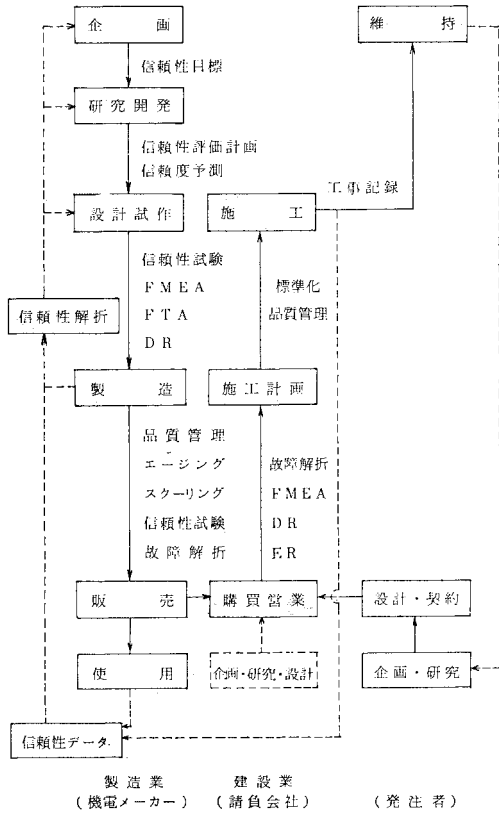 企画
維持
信頼性目標
研究開発
信頼性評価計画
信頼度予測
工事記録
設計試作
施工
信頼性試験
FMEA
FTA
DR
標準化
品質管理
信頼性解折
製造
施工計画
品質管理
エージング
スクーリング
信頼性試験
故障解折
故障解折
FMEA
DR
ER
販売
購買営業
設計・契約
使用
企画・研究・設計
企画・研究
信頼性データ
製造業
(機電メーカー)
建設業
(請負会社)
(発注者)